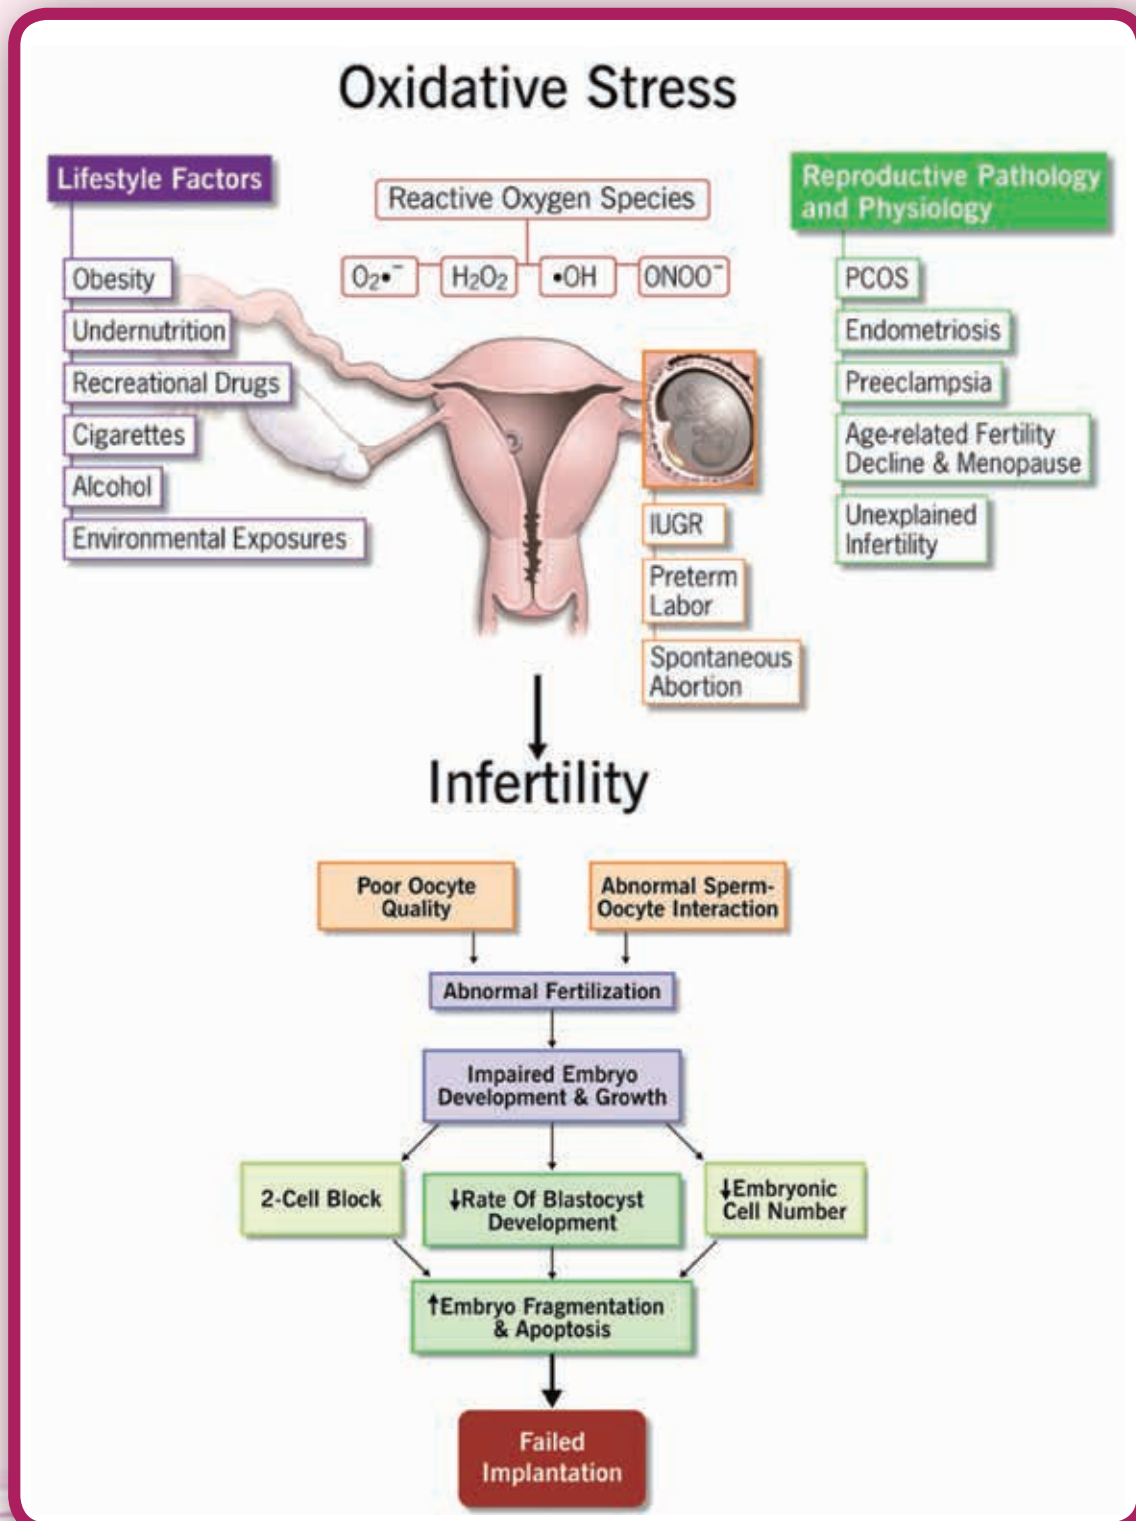 Oxidative Stress
Lifestyle Factors
Obesity
Undernutrition
Recreational Drugs
Cigarettes
Alcohol
Environmental Exposures
Reactive Oxygen Species
O₂•⁻
H₂O₂
•OH
ONOO⁻
IUGR
Preterm
Labor
Spontaneous
Abortion
Reproductive Pathology
and Physiology
PCOS
Endometriosis
Preeclampsia
Age-related Fertility
Decline & Menopause
Unexplained
Infertility
Infertility
Poor Oocyte
Quality
Abnormal Sperm-
Oocyte Interaction
Abnormal Fertilization
Impaired Embryo
Development & Growth
2-Cell Block
↓Rate Of Blastocyst
Development
↓Embryonic
Cell Number
↑Embryo Fragmentation
& Apoptosis
Failed
Implantation